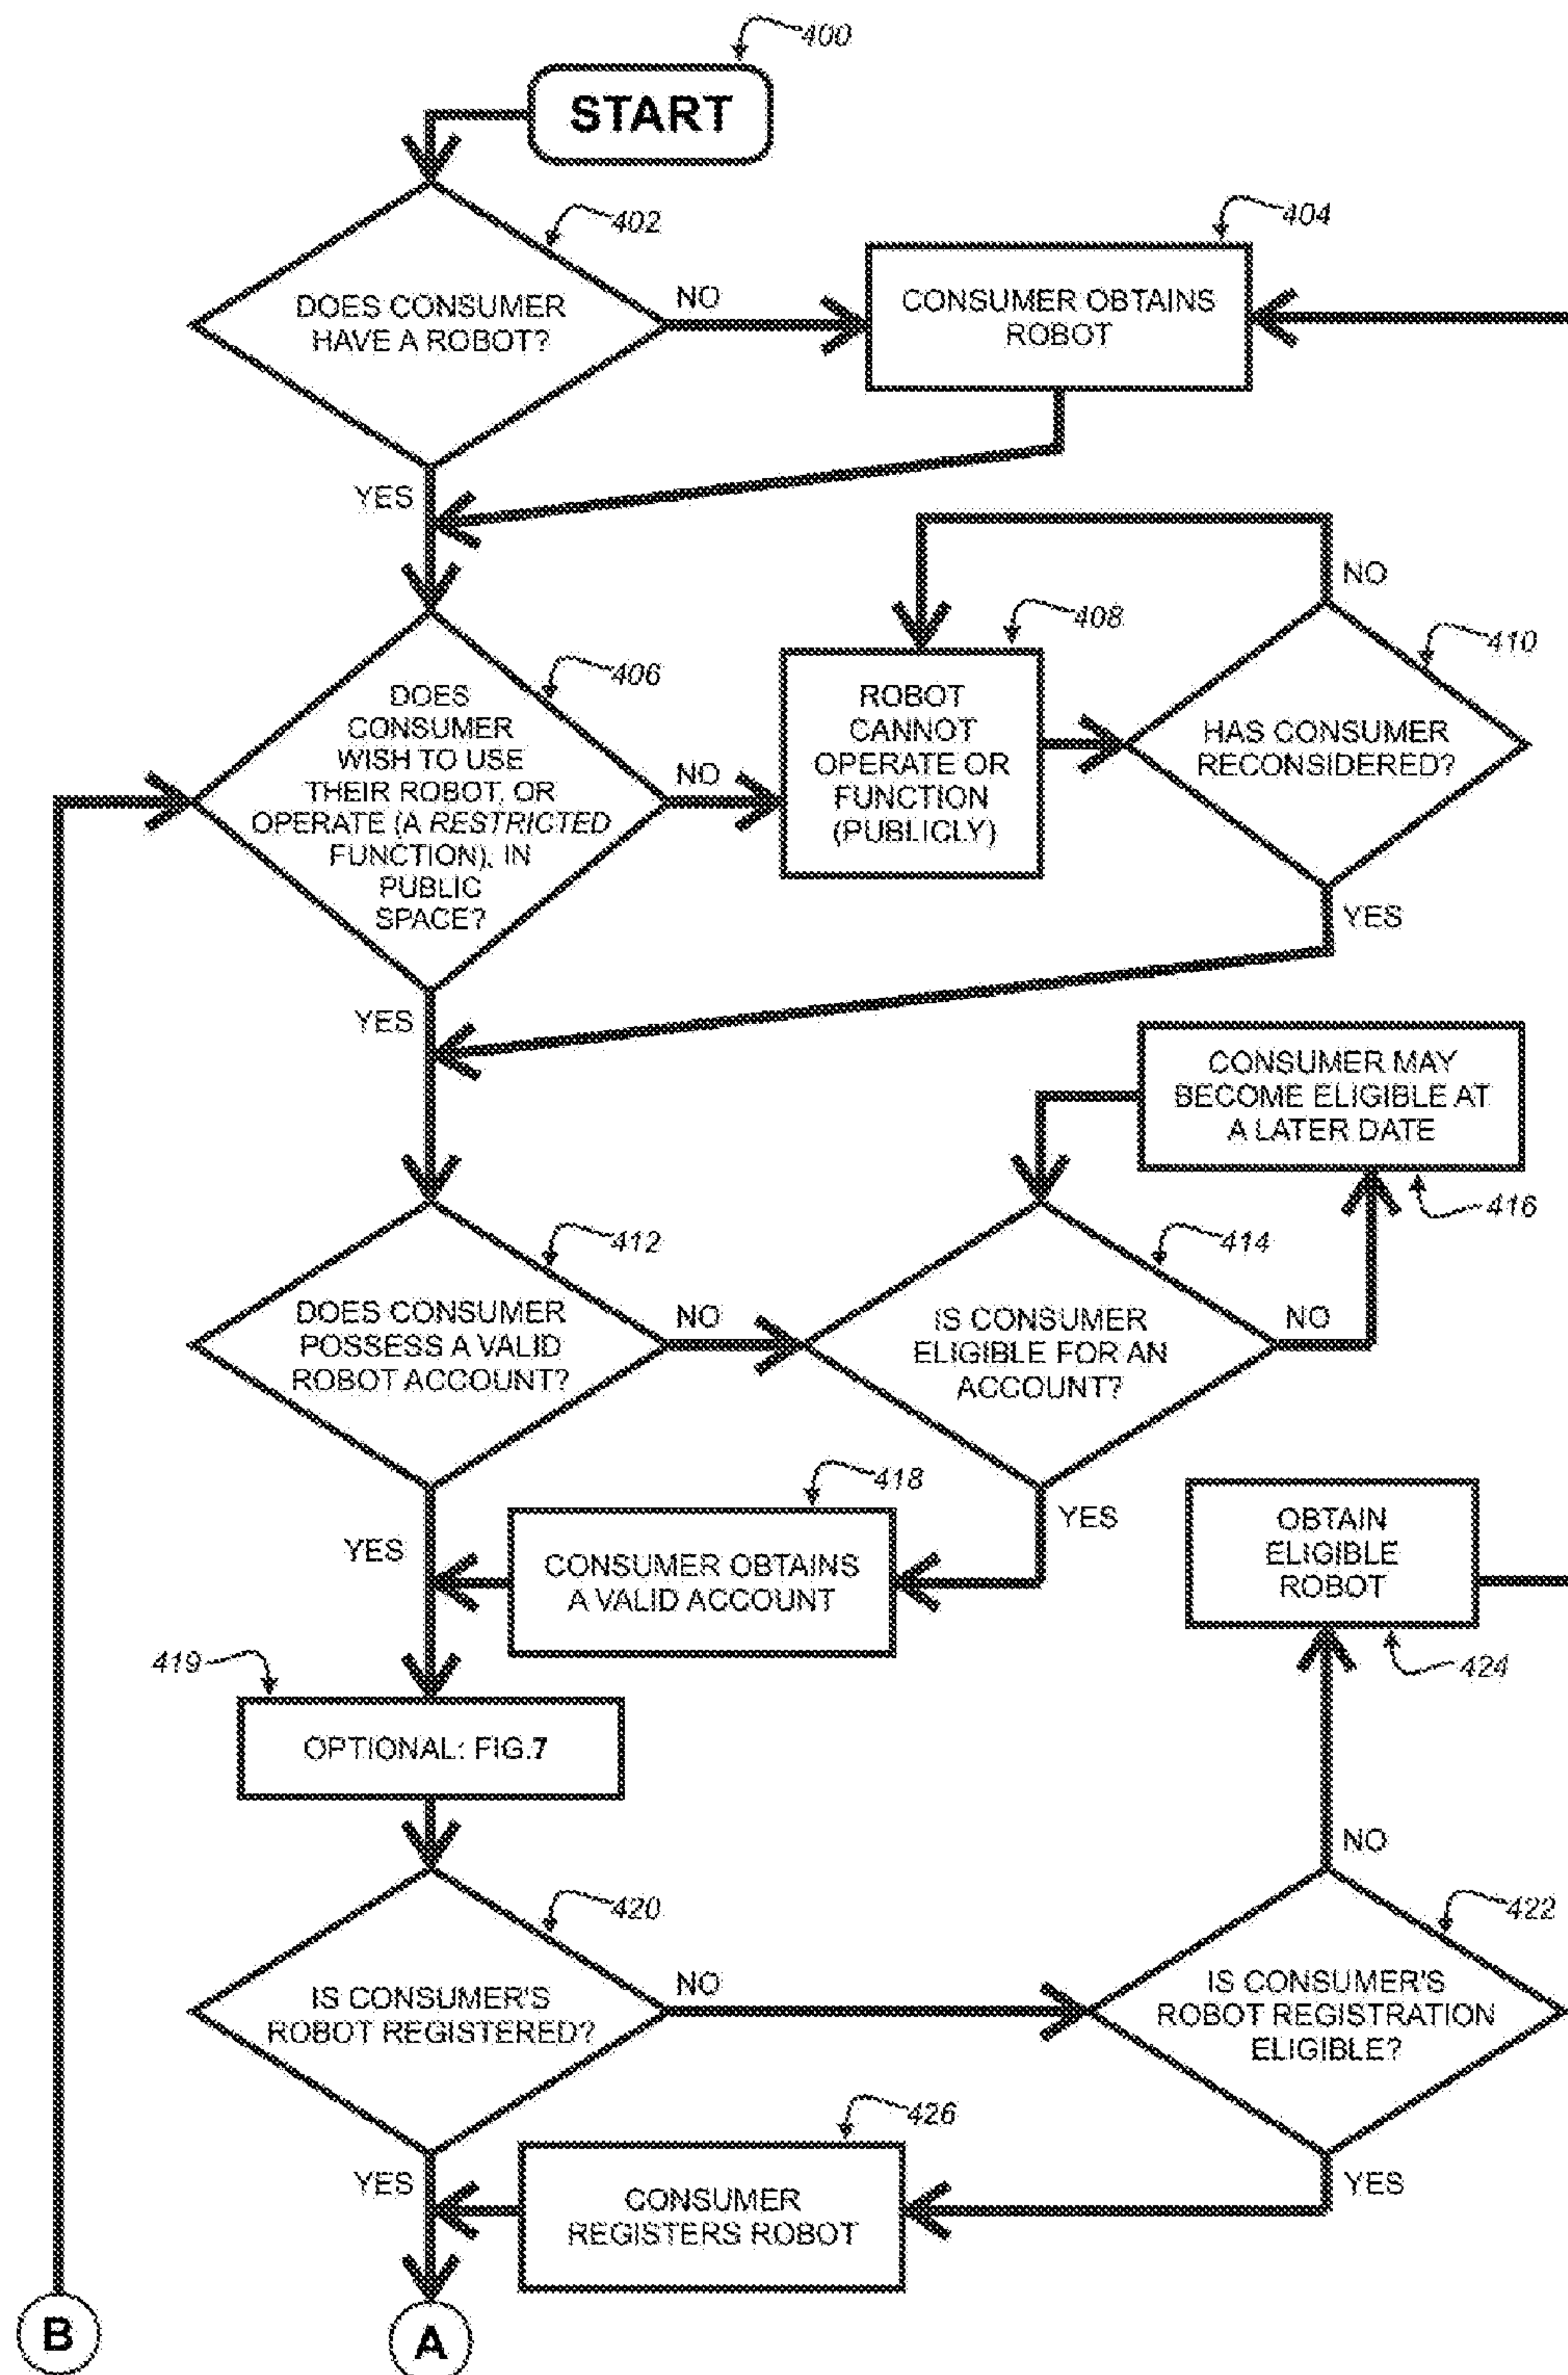 400
START
402
DOES CONSUMER
HAVE A ROBOT?
NO
YES
404
CONSUMER OBTAINS
ROBOT
406
DOES
CONSUMER
WISH TO USE
THEIR ROBOT, OR
OPERATE (A RESTRICTED
FUNCTION), IN
PUBLIC
SPACE?
NO
YES
408
ROBOT
CANNOT
OPERATE OR
FUNCTION
(PUBLICLY)
410
HAS CONSUMER
RECONSIDERED?
NO
YES
412
DOES CONSUMER
POSSESS A VALID
ROBOT ACCOUNT?
NO
YES
414
IS CONSUMER
ELIGIBLE FOR AN
ACCOUNT?
NO
YES
CONSUMER MAY
BECOME ELIGIBLE AT
A LATER DATE
416
418
CONSUMER OBTAINS
A VALID ACCOUNT
419
OPTIONAL: FIG.7
420
IS CONSUMER'S
ROBOT REGISTERED?
NO
YES
422
IS CONSUMER'S
ROBOT REGISTRATION
ELIGIBLE?
NO
YES
OBTAIN
ELIGIBLE
ROBOT
424
426
CONSUMER
REGISTERS ROBOT
B
A